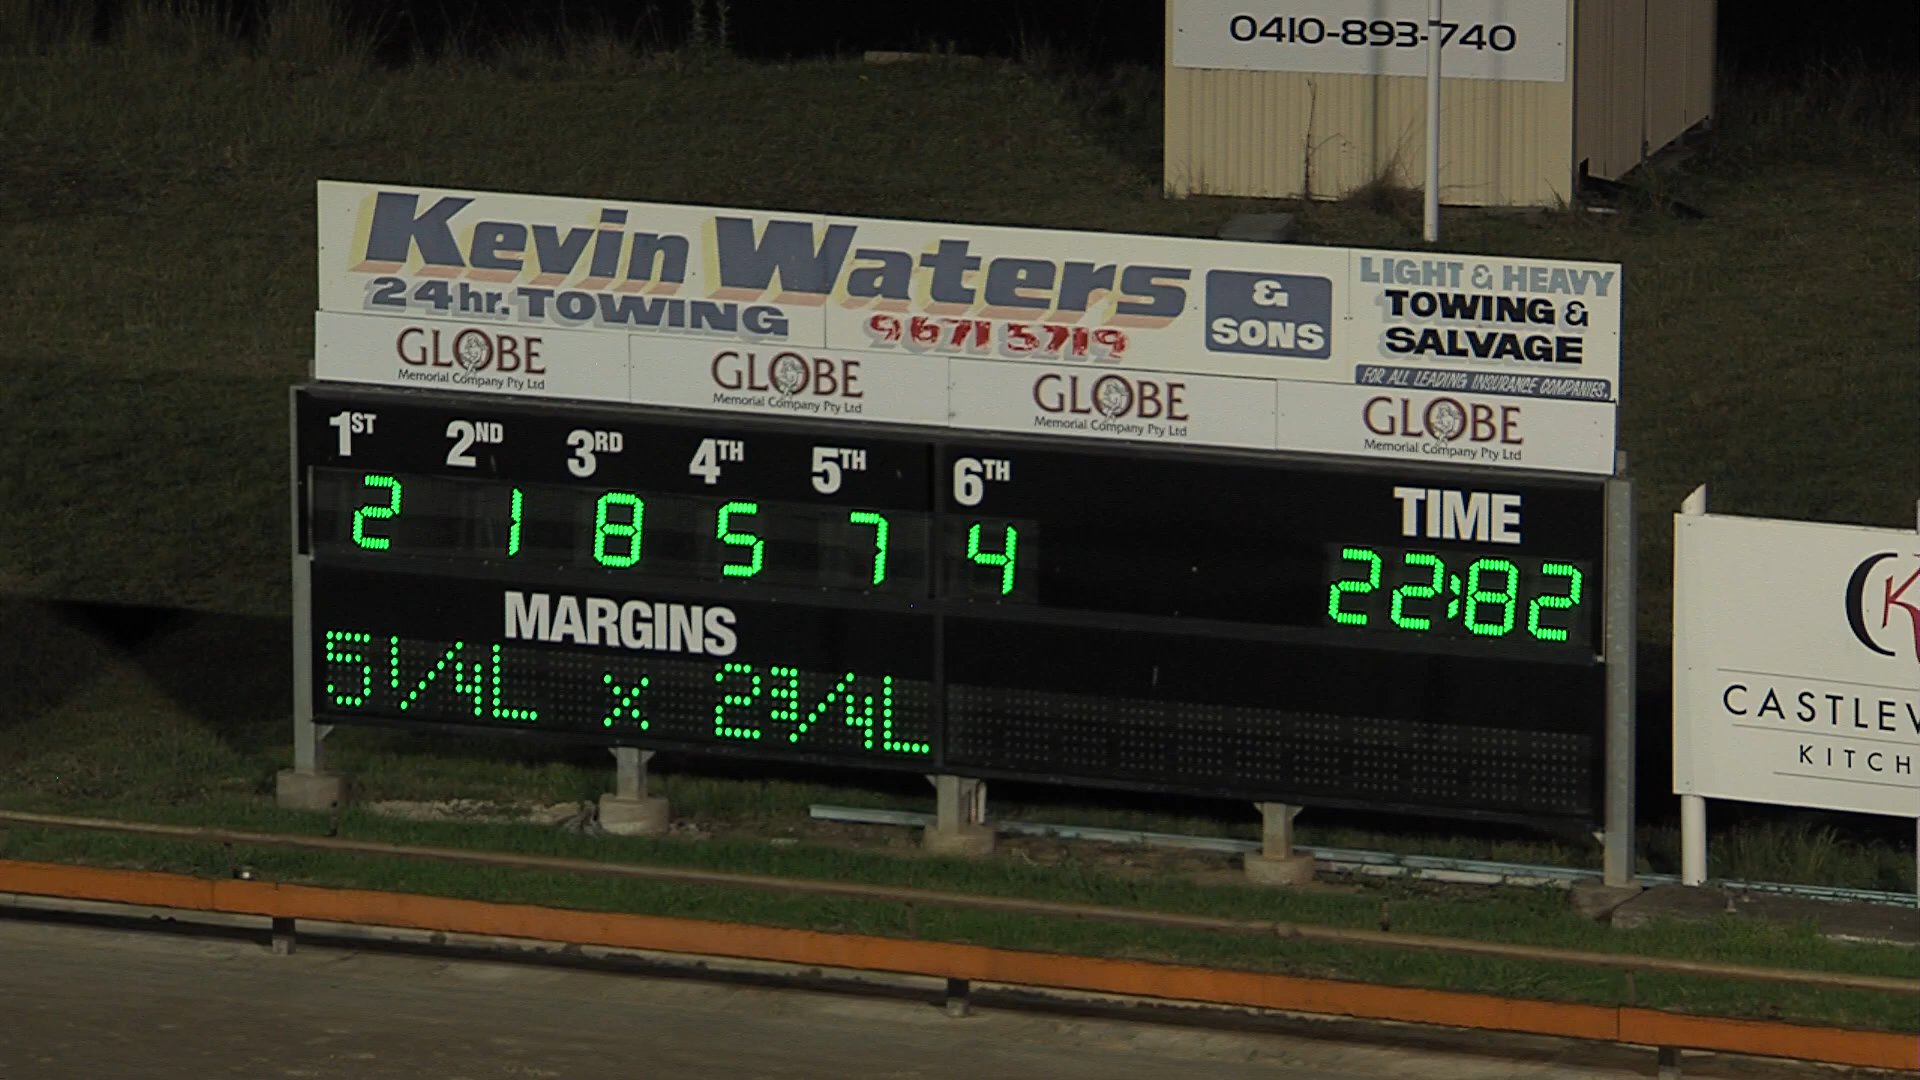 0410-893-740
Kevin Waters & SONS
24hr. TOWING 9671 5719
LIGHT & HEAVY
TOWING &
SALVAGE
FOR ALL LEADING INSURANCE COMPANIES.
GLOBE GLOBE GLOBE GLOBE
Memorial Company Pty Ltd Memorial Company Pty Ltd Memorial Company Pty Ltd Memorial Company Pty Ltd
1ST 2ND 3RD 4TH 5TH 6TH TIME
2 1 8 5 7 4 22:82
MARGINS
5 1/4L x 2 3/4L